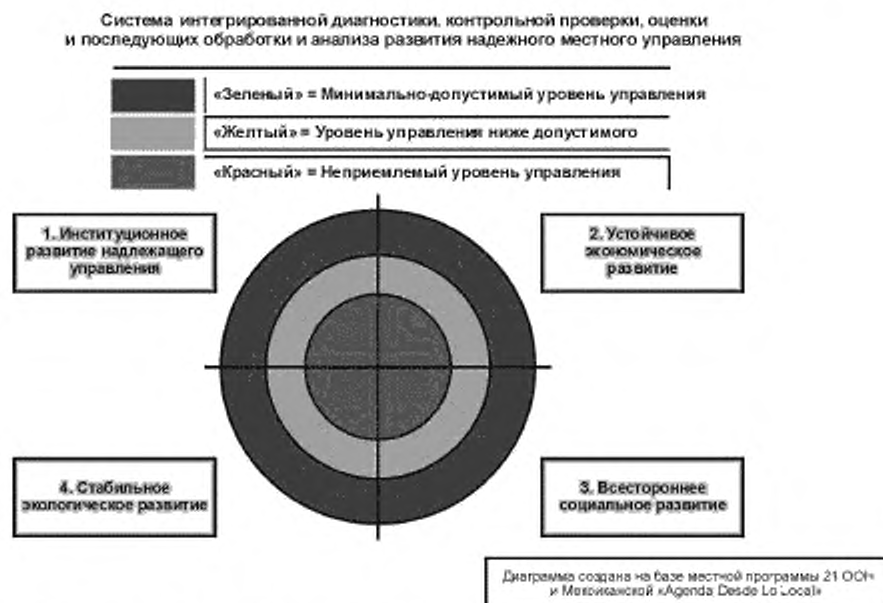 Система интегрированной диагностики, контрольной проверки, оценки
и последующих обработки и анализа развития надежного местного управления
«Зеленый» = Минимально-допустимый уровень управления
«Желтый» = Уровень управления ниже допустимого
«Красный» = Неприемлемый уровень управления
1. Институционное
развитие надлежащего
управления
2. Устойчивое
экономическое
развитие
4. Стабильное
экологическое развитие
3. Всестороннее
социальное развитие
Диаграмма создана на базе местной программы 21 ООН
и Мексиканской «Agenda Desde Lo Local»